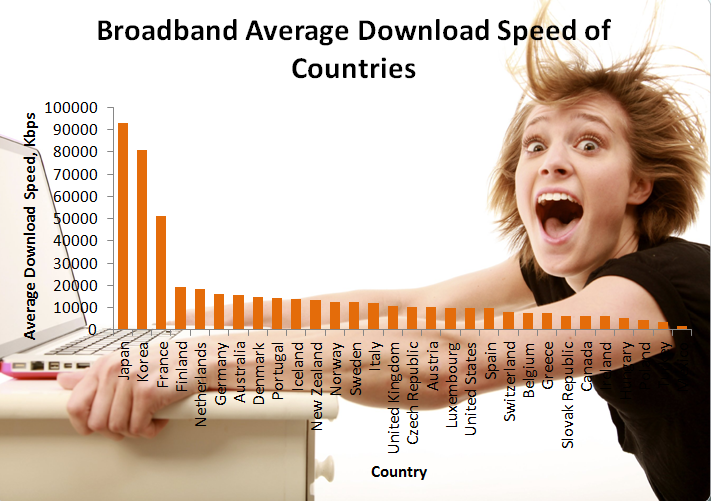 Broadband Average Download Speed of
Countries
Average Download Speed, Kbps
100000
90000
80000
70000
60000
50000
40000
30000
20000
10000
0
Japan
Korea
France
Finland
Netherlands
Germany
Australia
Denmark
Portugal
Iceland
New Zealand
Norway
Sweden
Italy
United Kingdom
Czech Republic
Austria
Luxembourg
United States
Spain
Switzerland
Belgium
Greece
Slovak Republic
Canada
Country